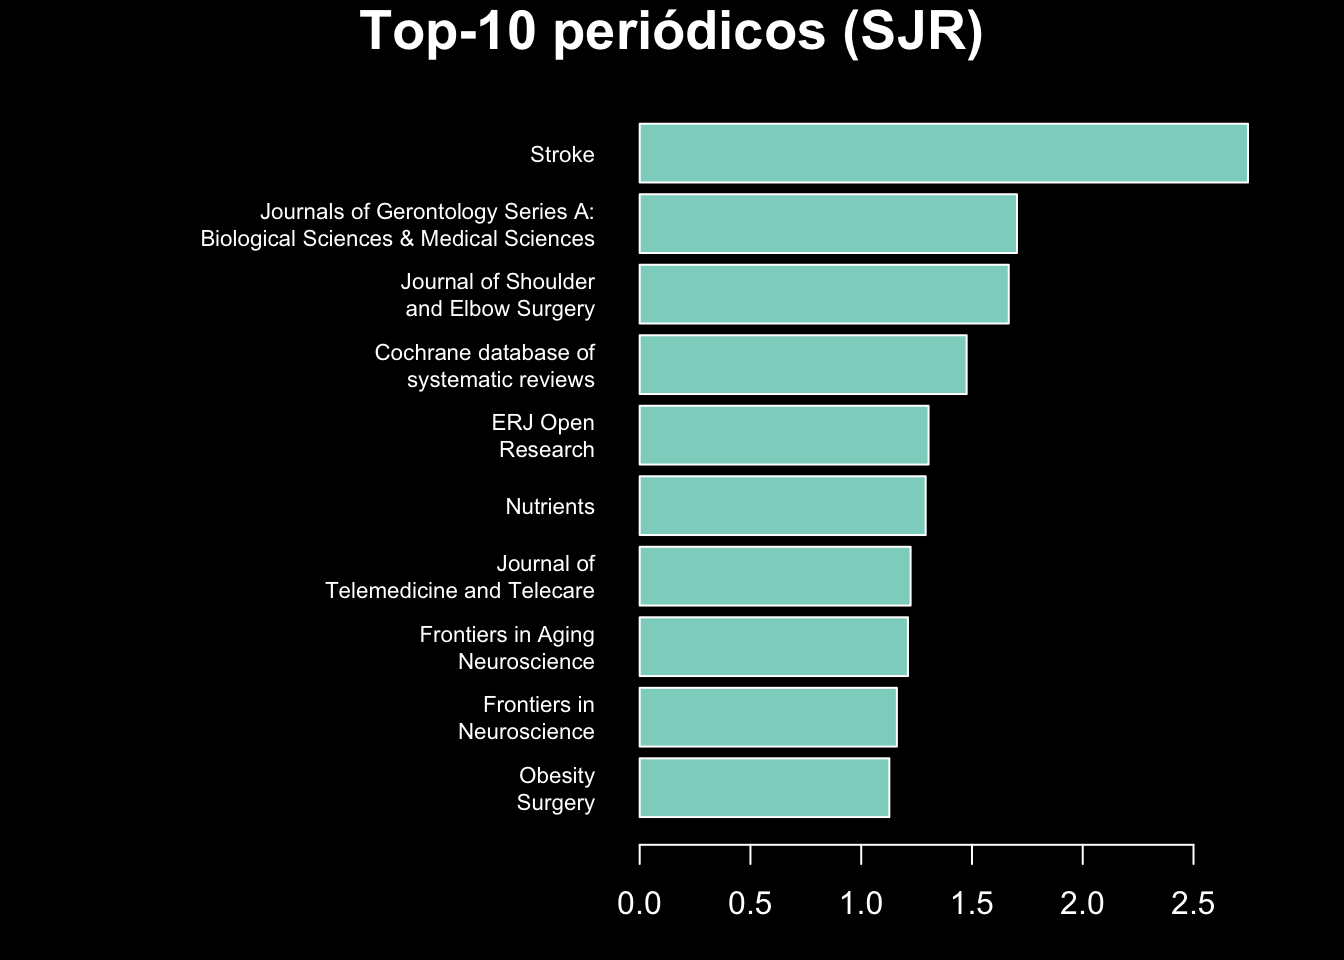 Top-10 periódicos (SJR)
Stroke
Journals of Gerontology Series A:
Biological Sciences & Medical Sciences
Journal of Shoulder
and Elbow Surgery
Cochrane database of
systematic reviews
ERJ Open
Research
Nutrients
Journal of
Telemedicine and Telecare
Frontiers in Aging
Neuroscience
Frontiers in
Neuroscience
Obesity
Surgery
0.0 0.5 1.0 1.5 2.0 2.5